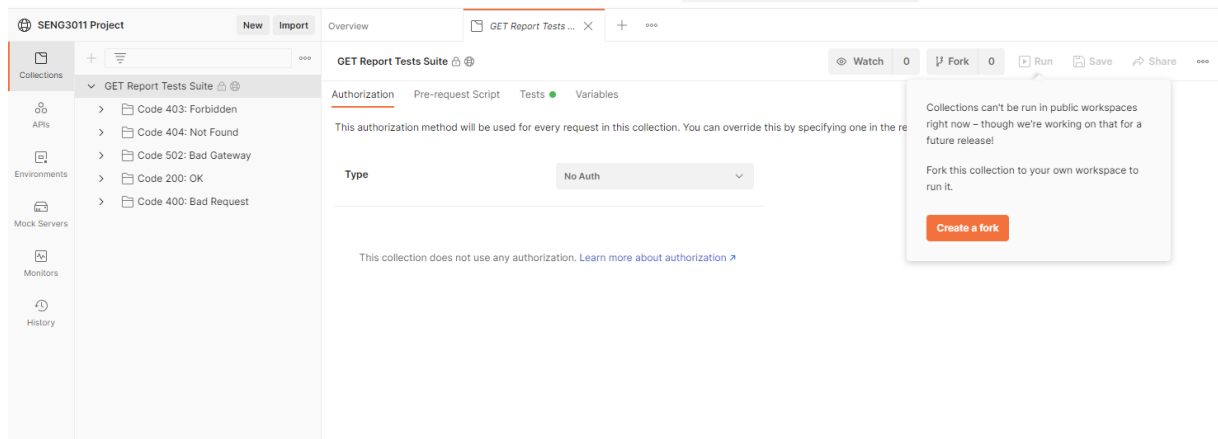 SENG3011 Project
New
Import
Overview
GET Report Tests ...
Collections
APIs
Environments
Mock Servers
Monitors
History
GET Report Tests Suite
Code 403: Forbidden
Code 404: Not Found
Code 502: Bad Gateway
Code 200: OK
Code 400: Bad Request
GET Report Tests Suite
Watch 0
Fork 0
Run
Save
Share
Authorization
Pre-request Script
Tests
Variables
This authorization method will be used for every request in this collection. You can override this by specifying one in the re
Type
No Auth
This collection does not use any authorization. Learn more about authorization
Collections can't be run in public workspaces
right now – though we're working on that for a
future release!
Fork this collection to your own workspace to
run it.
Create a fork